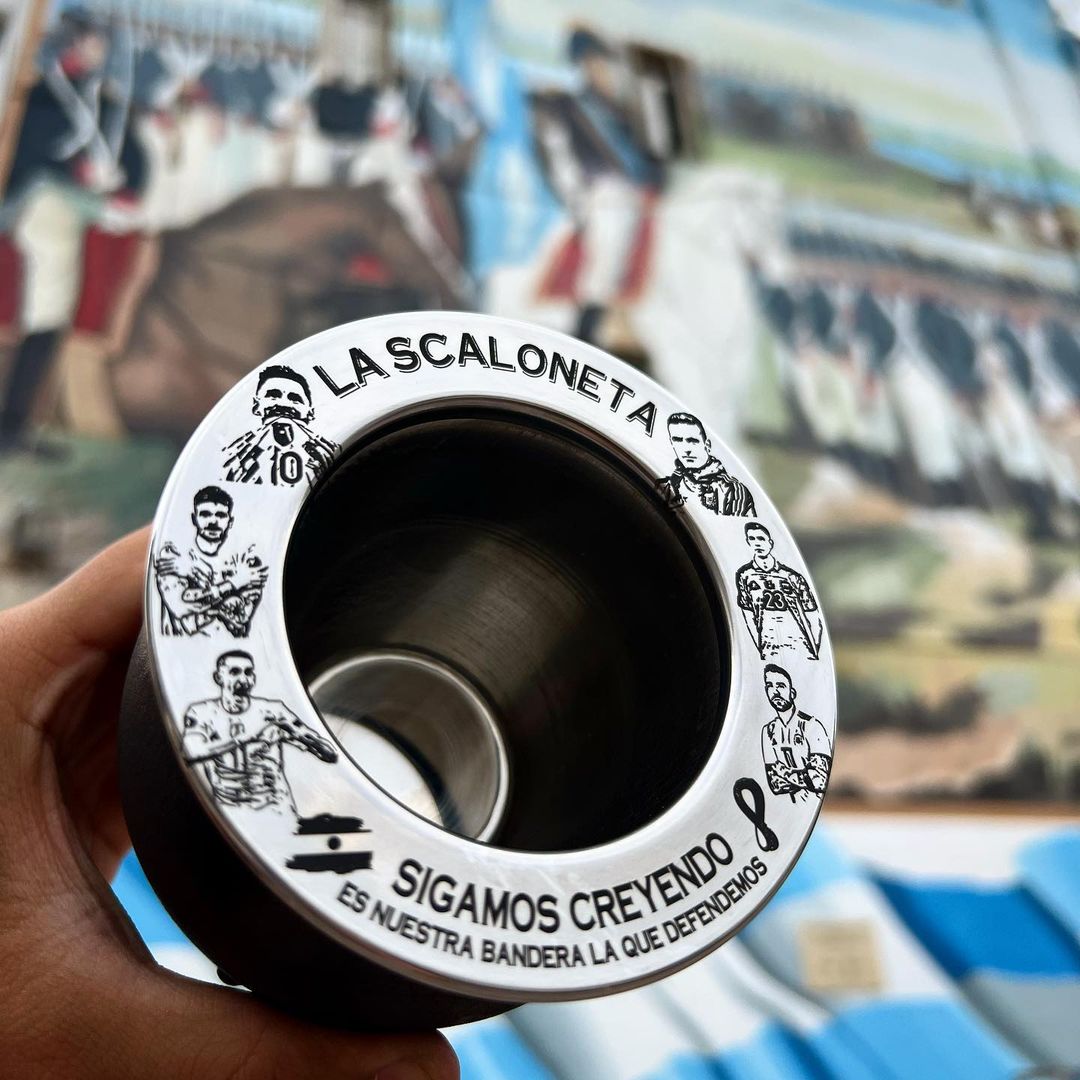 LA SCALONETA
10
23
SIGAMOS CREYENDO
ES NUESTRA BANDERA LA QUE DEFENDEMOS